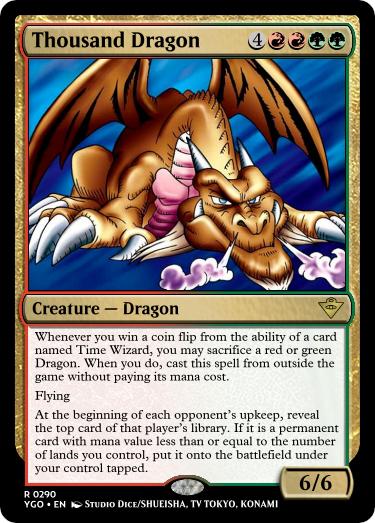 Thousand Dragon 4
Creature — Dragon
Whenever you win a coin flip from the ability of a card
named Time Wizard, you may sacrifice a red or green
Dragon. When you do, cast this spell from outside the
game without paying its mana cost.
Flying
At the beginning of each opponent's upkeep, reveal
the top card of that player's library. If it is a permanent
card with mana value less than or equal to the number
of lands you control, put it onto the battlefield under
your control tapped.
6/6
R 0290
YGO • EN Studio Dice/SHUEISHA, TV TOKYO, KONAMI